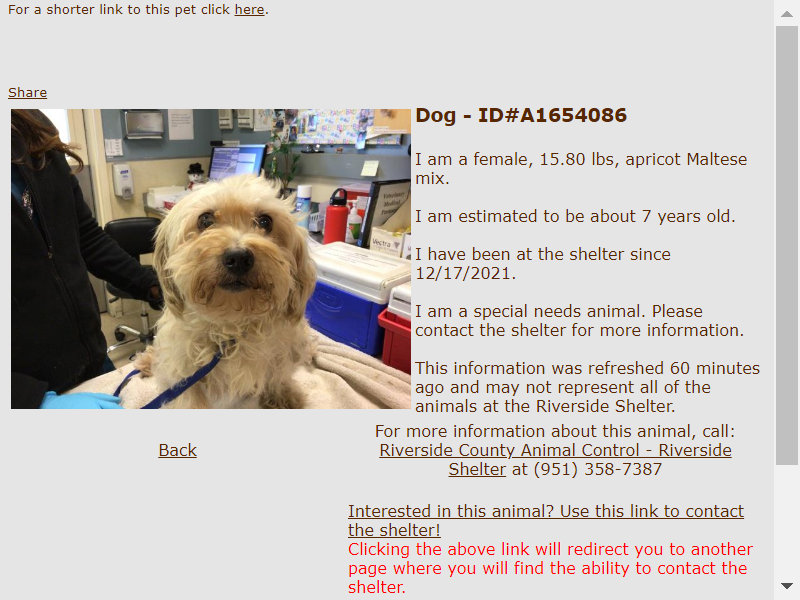 For a shorter link to this pet click here.
Share
Dog - ID#A1654086
I am a female, 15.80 lbs, apricot Maltese
mix.
I am estimated to be about 7 years old.
I have been at the shelter since
12/17/2021.
I am a special needs animal. Please
contact the shelter for more information.
This information was refreshed 60 minutes
ago and may not represent all of the
animals at the Riverside Shelter.
Vectra
Back
For more information about this animal, call:
Riverside County Animal Control - Riverside
Shelter at (951) 358-7387
Interested in this animal? Use this link to contact
the shelter!
Clicking the above link will redirect you to another
page where you will find the ability to contact the
shelter.